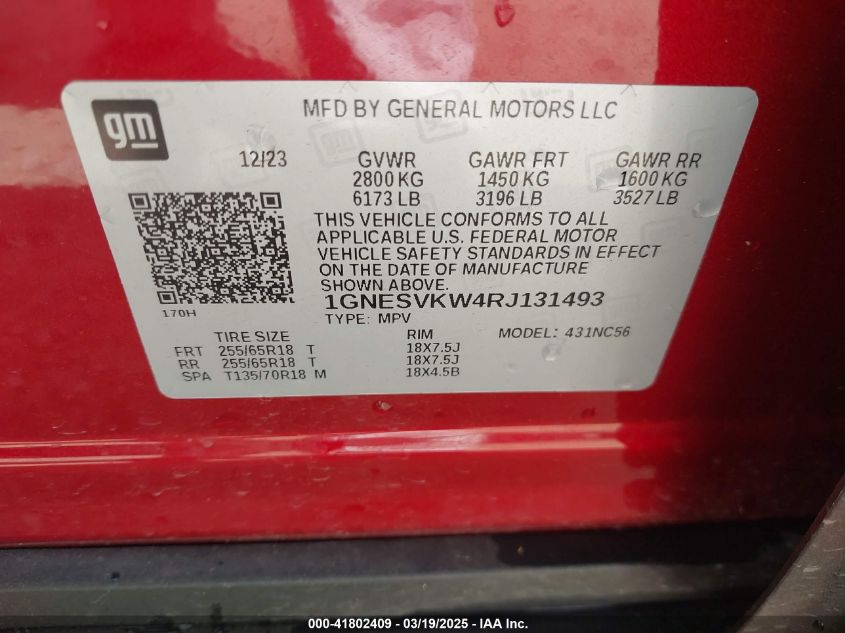 gm
MFD BY GENERAL MOTORS LLC
12/23 GVWR GAWR FRT GAWR RR
2800 KG 1450 KG 1600 KG
6173 LB 3196 LB 3527 LB
THIS VEHICLE CONFORMS TO ALL
APPLICABLE U.S. FEDERAL MOTOR
VEHICLE SAFETY STANDARDS IN EFFECT
ON THE DATE OF MANUFACTURE
SHOWN ABOVE.
170H
1GNESVKW4RJ131493
TYPE: MPV
TIRE SIZE RIM MODEL: 431NC56
FRT 255/65R18 T 18X7.5J
RR 255/65R18 T 18X7.5J
SPA T135/70R18 M 18X4.5B
000-41802409 - 03/19/2025 - IAA Inc.